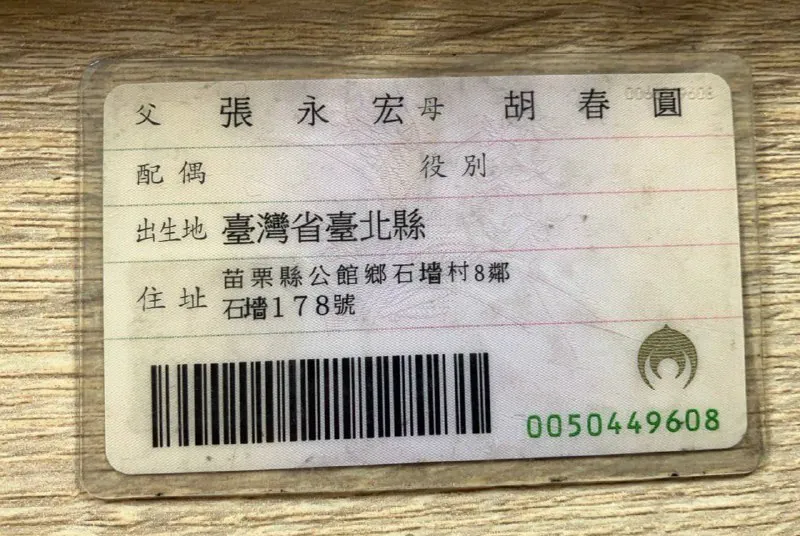 父 張永宏 母 胡春圓
配偶 役別
出生地 臺灣省臺北縣
住址 苗栗縣公館鄉石墻村8鄰
石墻178號
0050449608